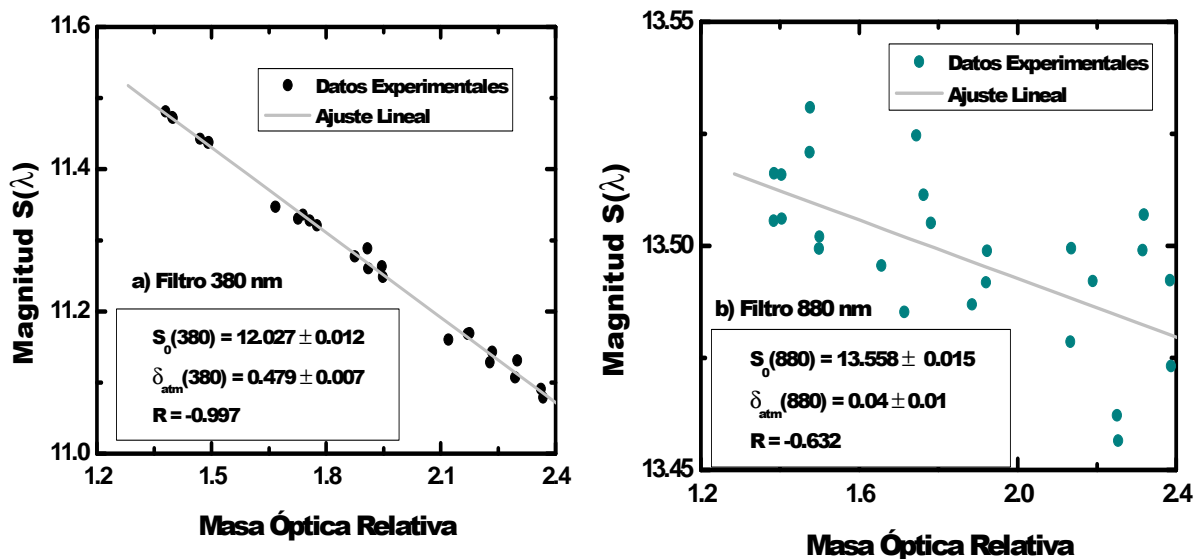 11.6
11.4
11.2
11.0
Magnitud S(λ)
Datos Experimentales
Ajuste Lineal
a) Filtro 380 nm
S0(380) = 12.027 ± 0.012
δatm(380) = 0.479 ± 0.007
R = -0.997
1.2 1.5 1.8 2.1 2.4
Masa Óptica Relativa
13.55
13.50
13.45
Magnitud S(λ)
Datos Experimentales
Ajuste Lineal
b) Filtro 880 nm
S0(880) = 13.558 ± 0.015
δatm(880) = 0.04 ± 0.01
R = -0.632
1.2 1.6 2.0 2.4
Masa Óptica Relativa